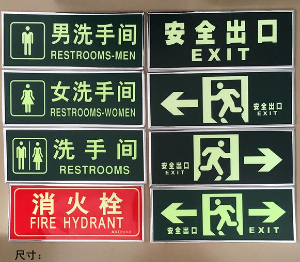 男洗手间
RESTROOMS-MEN
女洗手间
RESTROOMS-WOMEN
洗手间
RESTROOMS
消火栓
FIRE HYDRANT
安全出口
EXIT
安全出口
EXIT
安全出口
EXIT
安全出口
EXIT
尺寸: